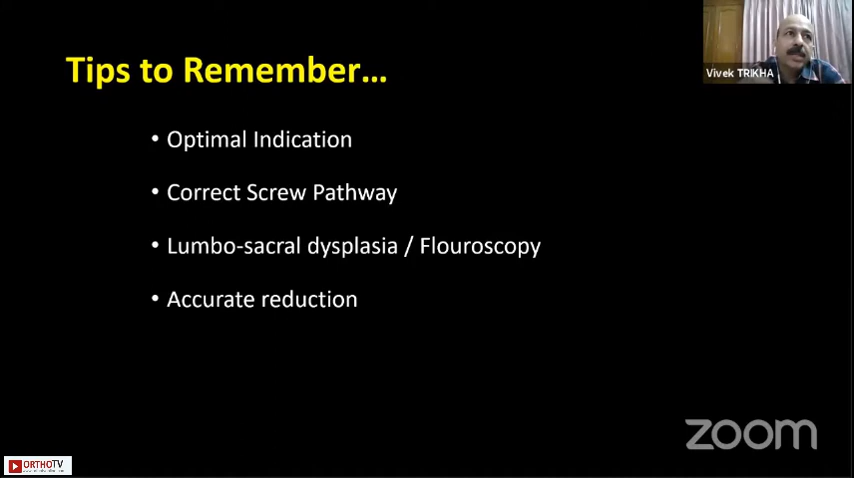 Tips to Remember...
Vivek TRIKHA
• Optimal Indication
• Correct Screw Pathway
• Lumbo-sacral dysplasia / Flouroscopy
• Accurate reduction
zoom
ORTHOTV